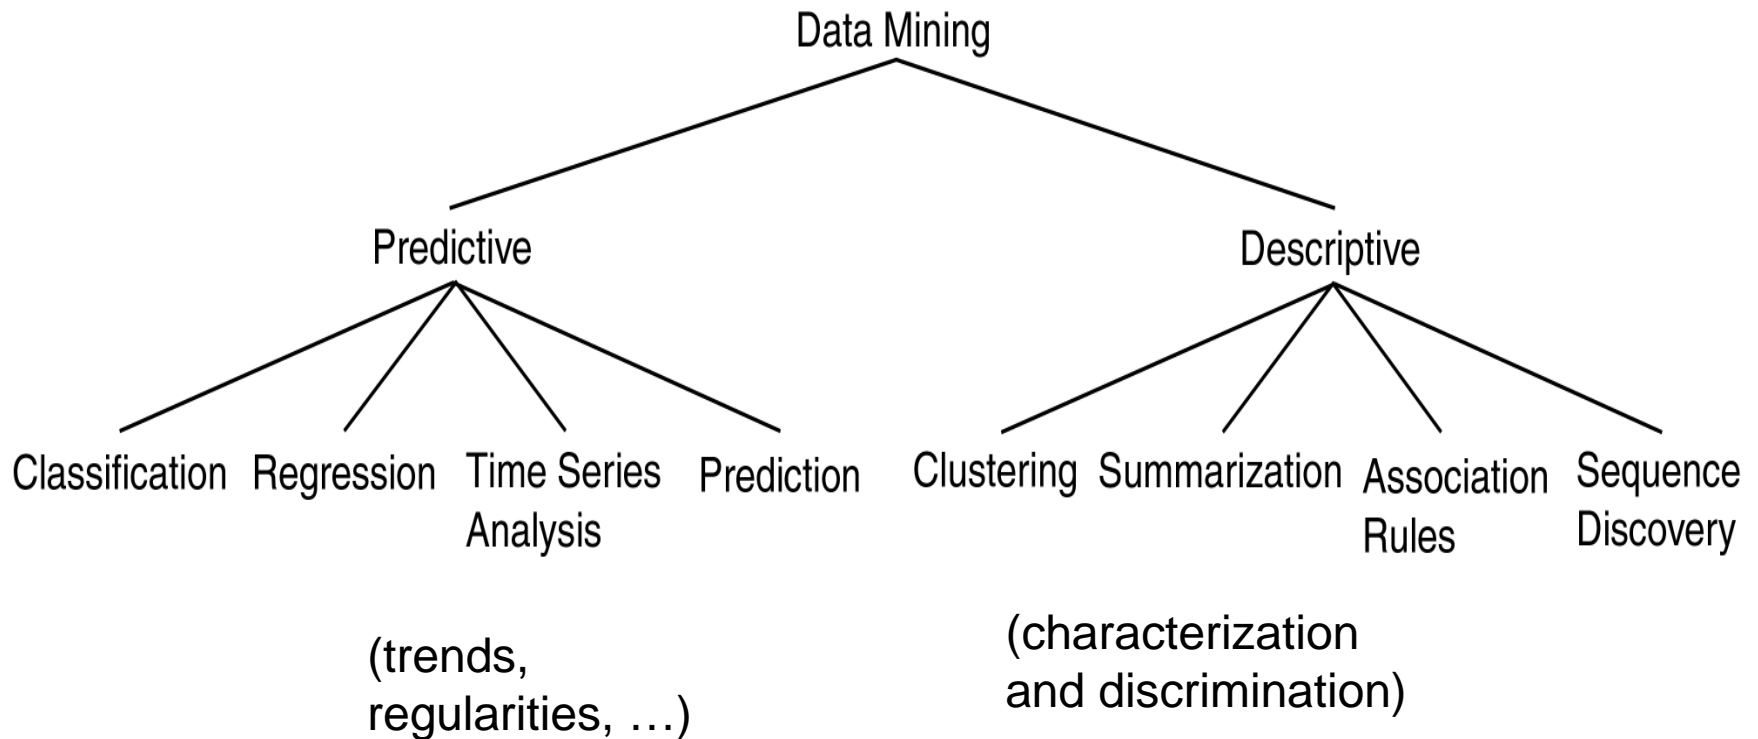 Data Mining
Predictive
Descriptive
Classification
Regression
Time Series
Analysis
Prediction
Clustering
Summarization
Association
Rules
Sequence
Discovery
(trends,
regularities, …)
(characterization
and discrimination)